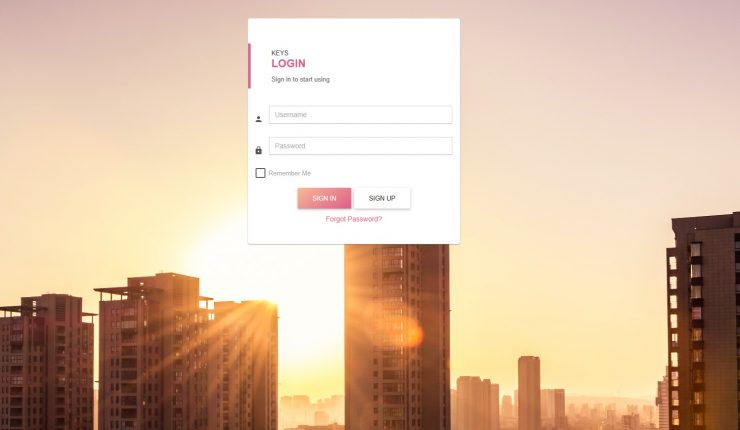 KEYS
LOGIN
Sign in to start using
Username
Password
Remember Me
SIGN IN
SIGN UP
Forgot Password?